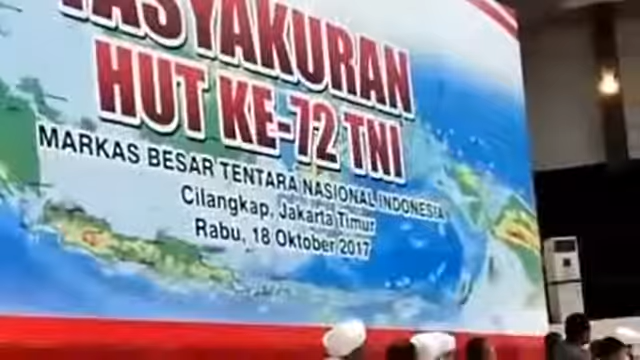 TASYAKURAN
HUT KE-72 TNI
MARKAS BESAR TENTARA NASIONAL INDONESIA
Cilangkap, Jakarta Timur
Rabu, 18 Oktober 2017